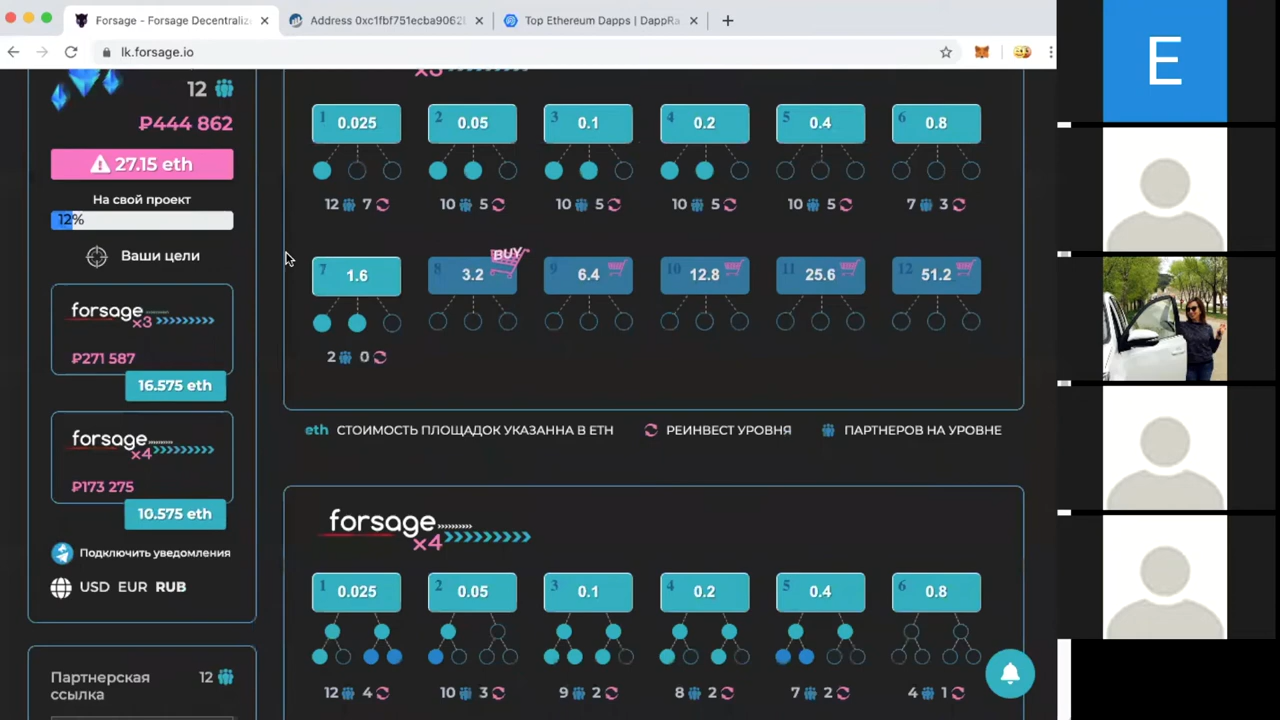 Forsage - Forsage Decentraliz
Address 0xc1fbf751ecba9062
Top Ethereum Dapps | DappRa
lk.forsage.io
E
12
₽444 862
27.15 eth
На свой проект
12%
Ваши цели
forsage
x3
₽271 587
16.575 eth
forsage
x4
₽173 275
10.575 eth
Подключить уведомления
USD EUR RUB
Партнерская
ссылка
12
x3
1 0.025
2 0.05
3 0.1
4 0.2
5 0.4
6 0.8
12 7
10 5
10 5
10 5
10 5
7 3
7 1.6
8 3.2 BUY
9 6.4
10 12.8
11 25.6
12 51.2
2 0
eth СТОИМОСТЬ ПЛОЩАДОК УКАЗАННА В ETH
РЕИНВЕСТ УРОВНЯ
ПАРТНЕРОВ НА УРОВНЕ
forsage
x4
1 0.025
2 0.05
3 0.1
4 0.2
5 0.4
6 0.8
12 4
10 3
9 2
8 2
7 2
4 1